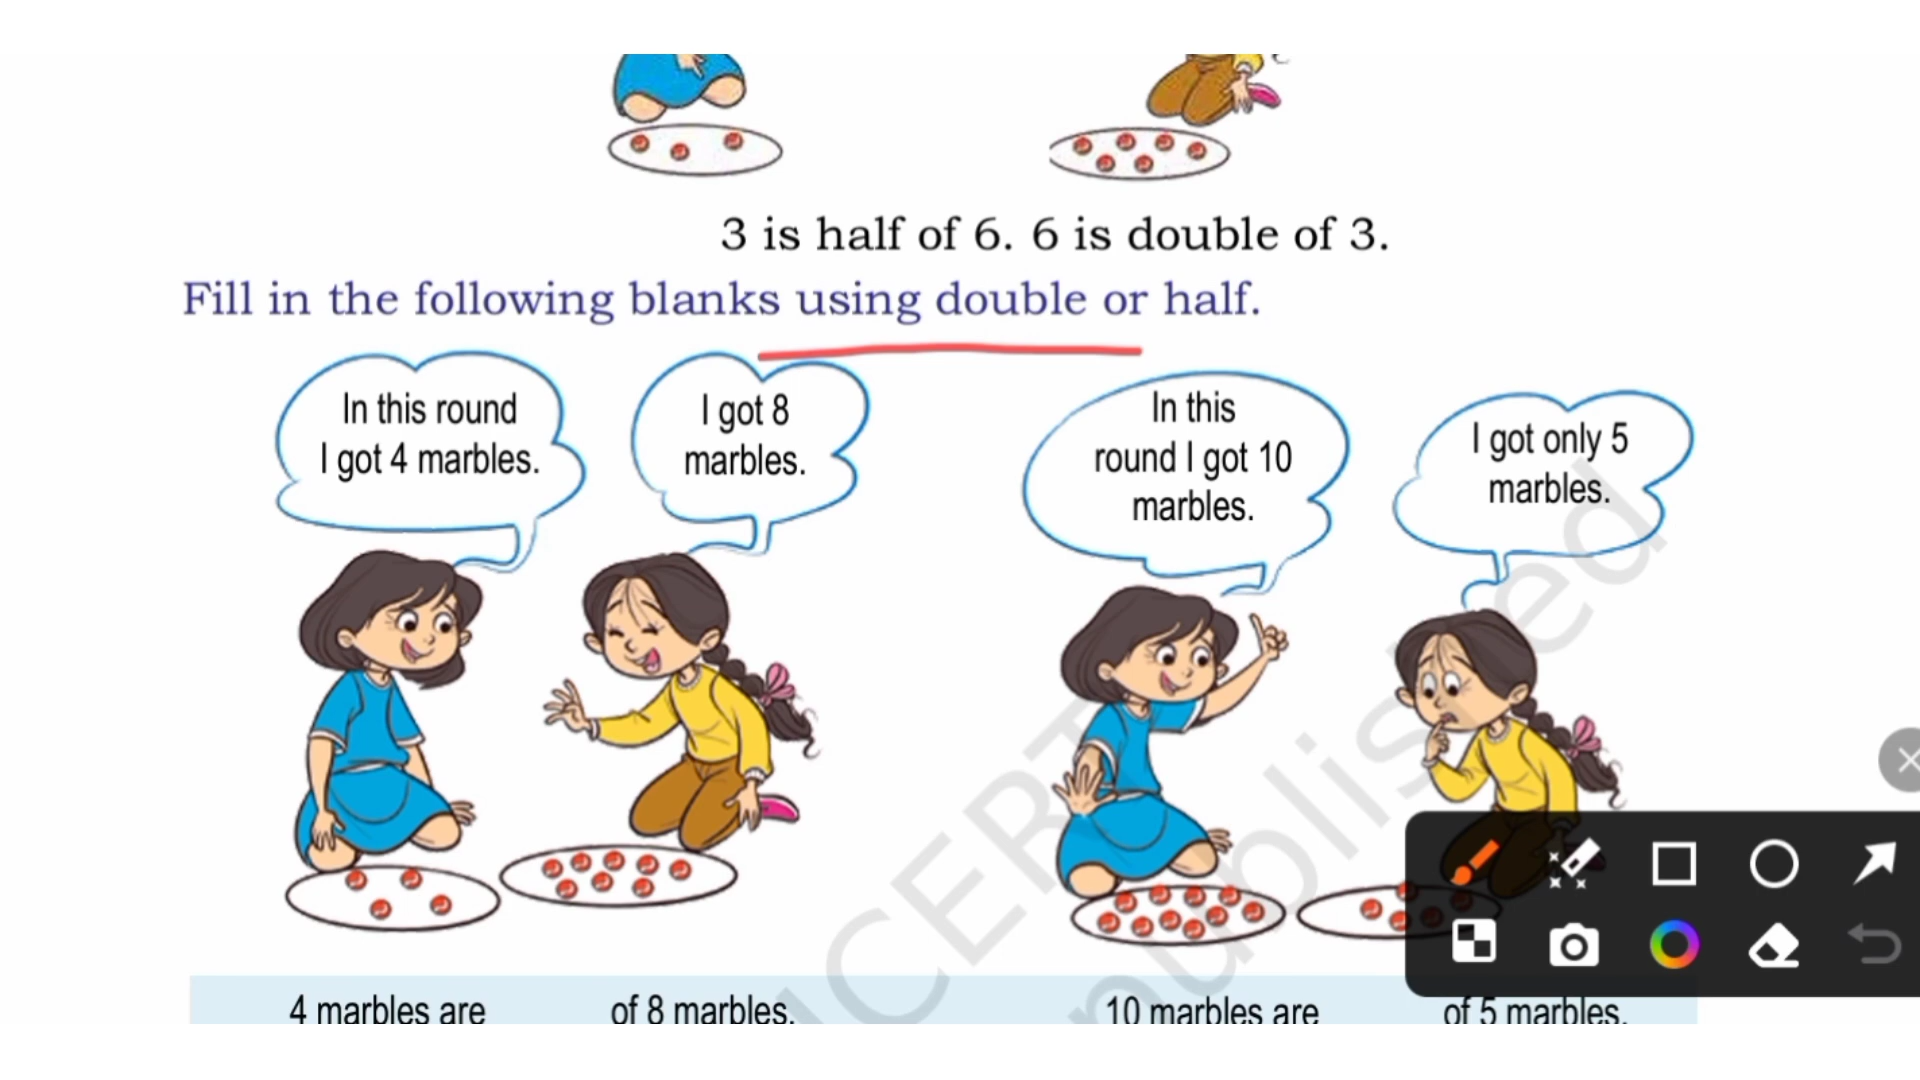 3 is half of 6. 6 is double of 3.
Fill in the following blanks using double or half.
In this round
I got 4 marbles.
I got 8
marbles.
In this
round I got 10
marbles.
I got only 5
marbles.
4 marbles are of 8 marbles.
10 marbles are of 5 marbles.